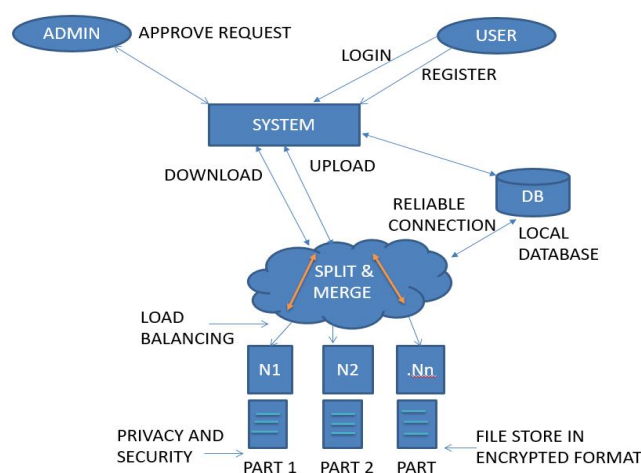 ADMIN
APPROVE REQUEST
USER
LOGIN
REGISTER
SYSTEM
DOWNLOAD
UPLOAD
DB
RELIABLE
CONNECTION
LOCAL
DATABASE
SPLIT &
MERGE
LOAD
BALANCING
N1
N2
.Nn
PRIVACY AND
SECURITY
FILE STORE IN
ENCRYPTED FORMAT
PART 1
PART 2
PART